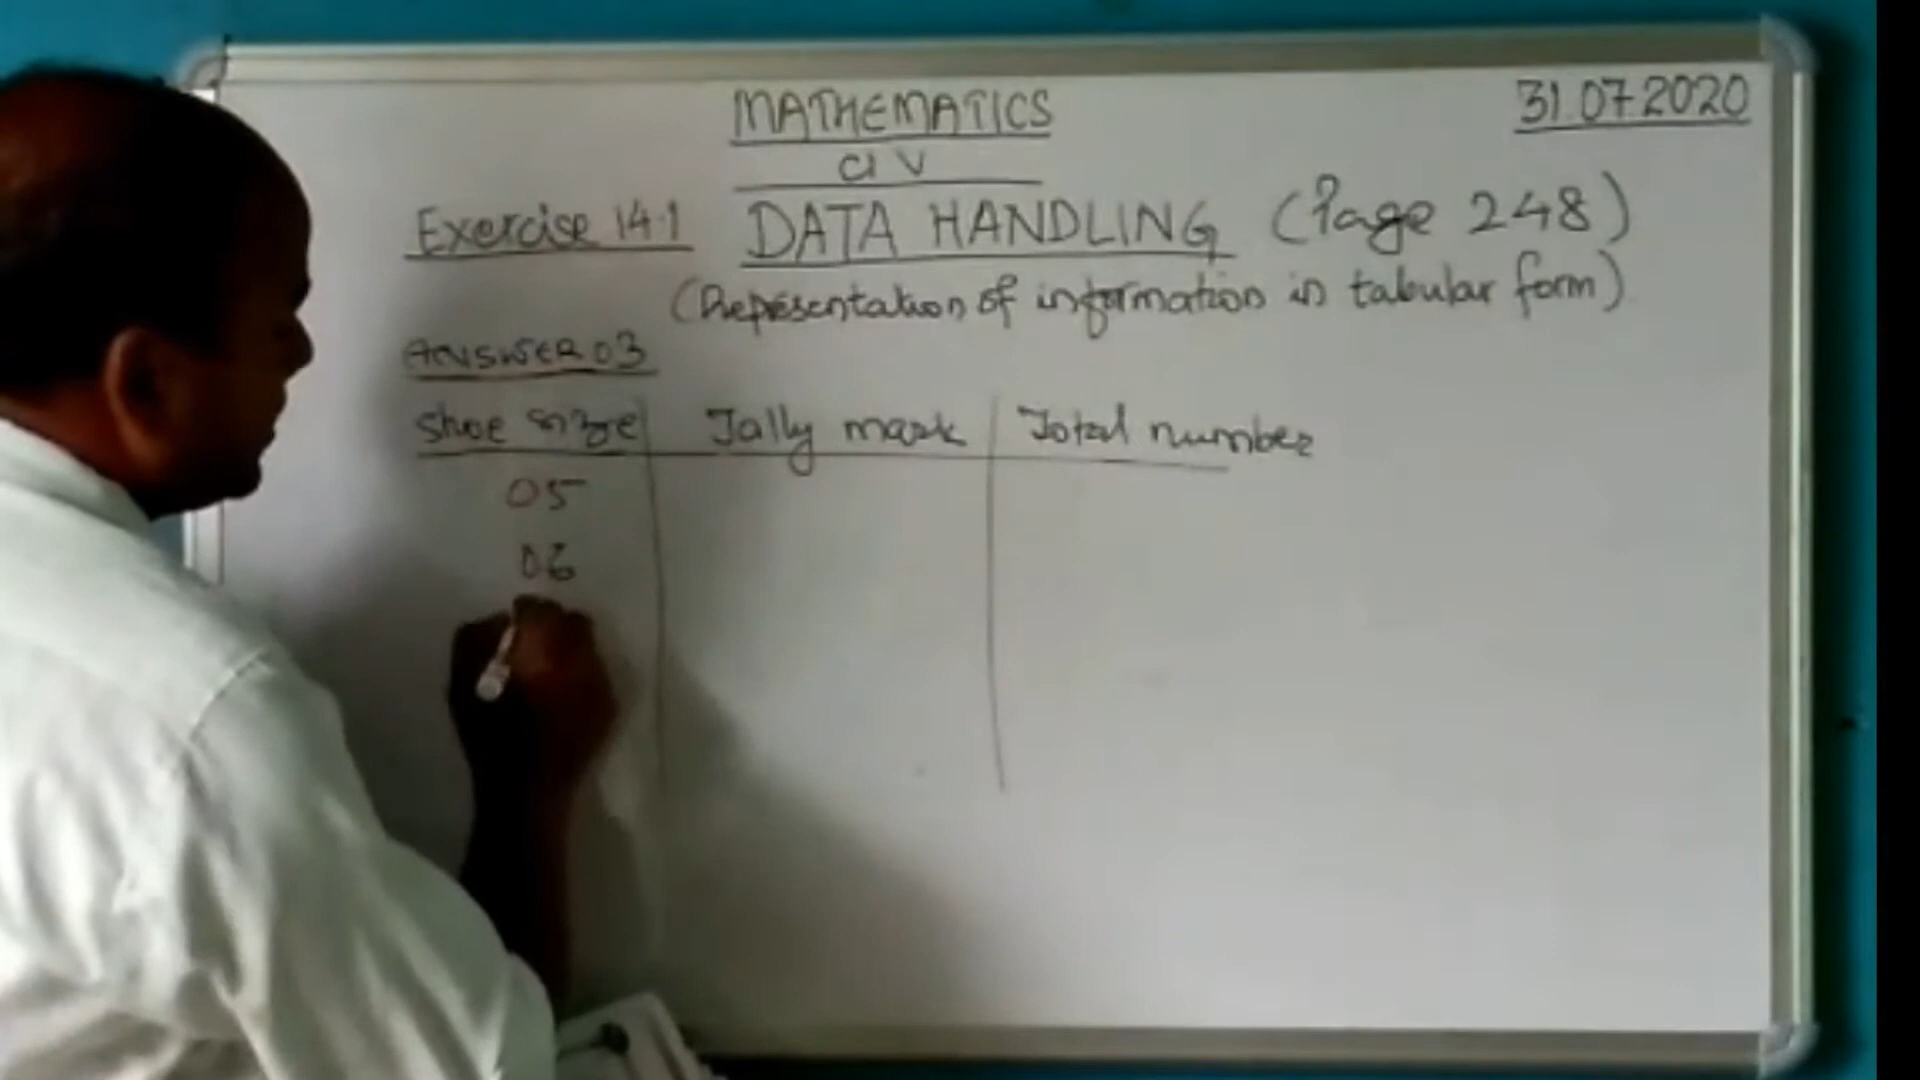 MATHEMATICS
31.07.2020
Cl V
Exercise 14.1 DATA HANDLING (Page 248)
(Representation of information in tabular form)
ANSWER 03
Shoe size Tally mark Total number
05
06